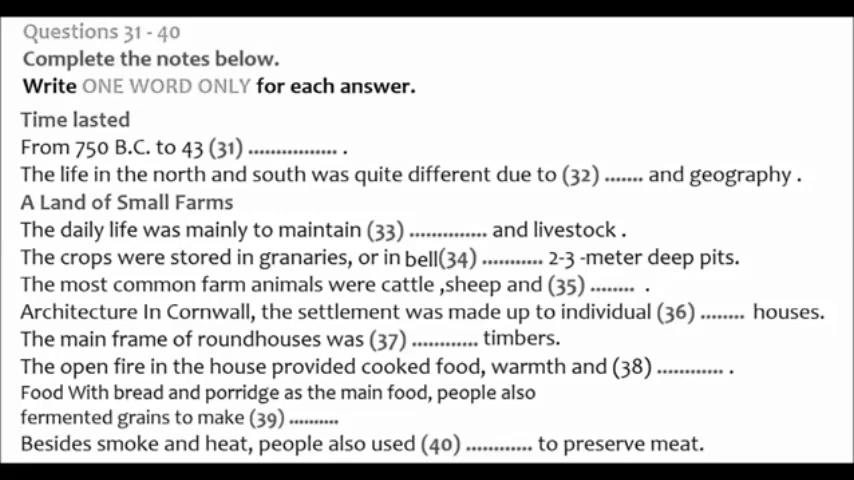 Questions 31 - 40
Complete the notes below.
Write ONE WORD ONLY for each answer.
Time lasted
From 750 B.C. to 43 (31) ................ .
The life in the north and south was quite different due to (32) ....... and geography .
A Land of Small Farms
The daily life was mainly to maintain (33) .............. and livestock .
The crops were stored in granaries, or in bell(34) ........... 2-3 -meter deep pits.
The most common farm animals were cattle ,sheep and (35) ........ .
Architecture In Cornwall, the settlement was made up to individual (36) ........ houses.
The main frame of roundhouses was (37) ............ timbers.
The open fire in the house provided cooked food, warmth and (38) ............ .
Food With bread and porridge as the main food, people also
fermented grains to make (39) ..........
Besides smoke and heat, people also used (40) ............ to preserve meat.